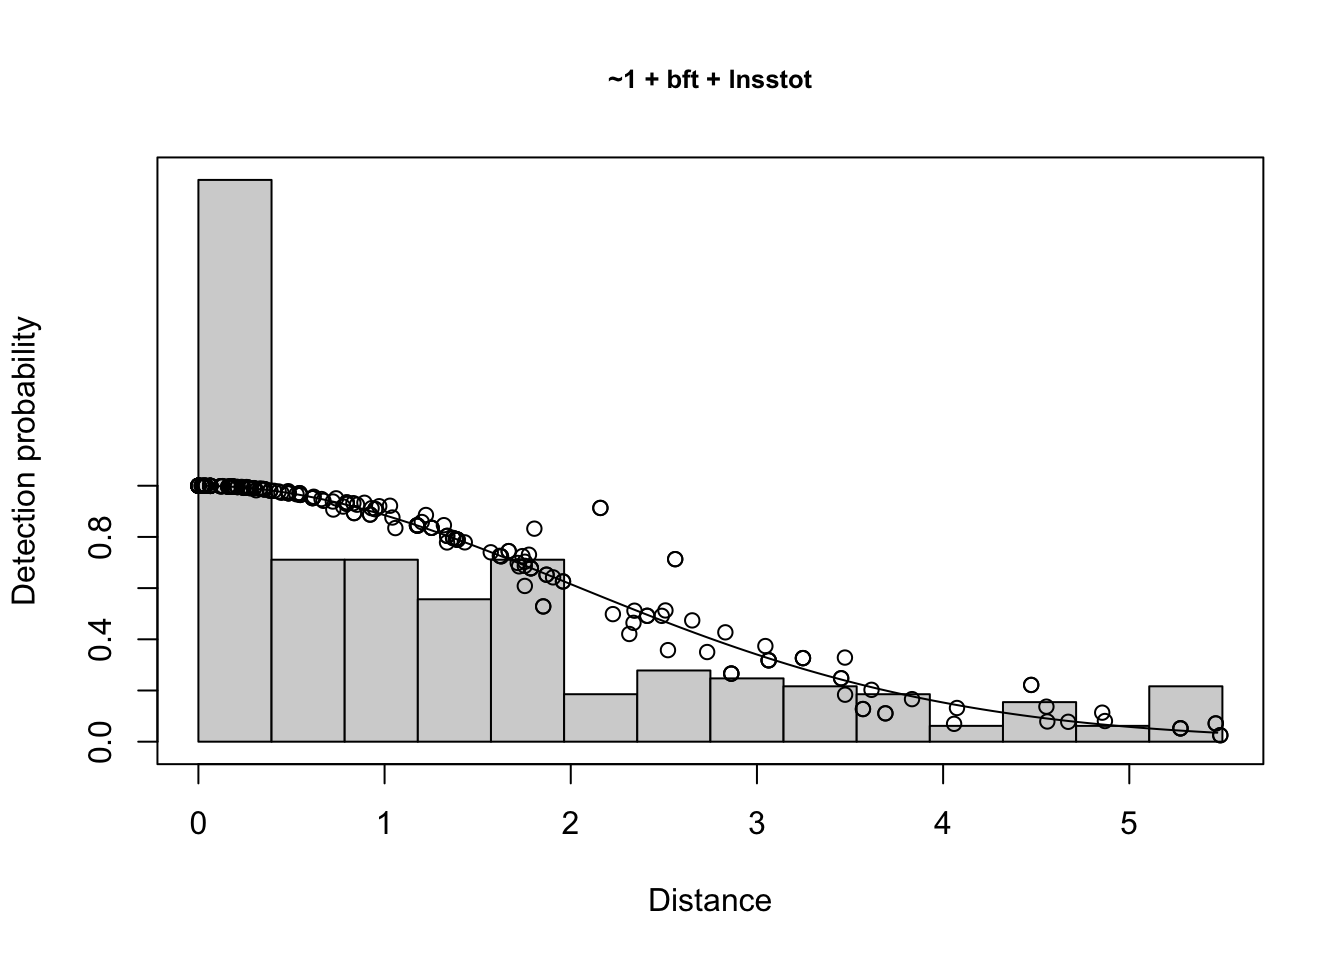 ~1 + bft + lnsstot
Detection probability
0.8
0.4
0.0
0 1 2 3 4 5
Distance